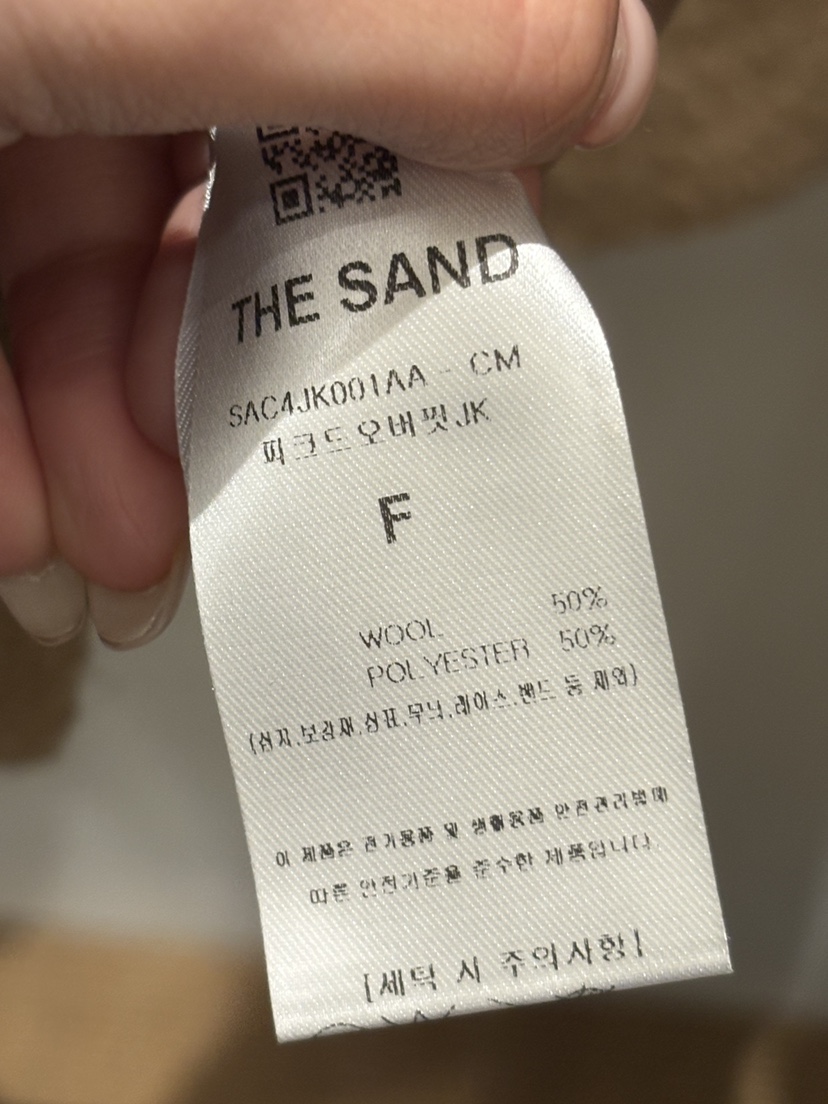 THE SAND
SAC4JK001AA - CM
피크드오버핏JK
F
WOOL 50%
POLYESTER 50%
(심지,보강재,상표,무늬,레이스,밴드 등 제외)
이 제품은 전기용품 및 생활용품 안전관리법에
따른 안전기준을 준수한 제품입니다.
[세탁 시 주의사항]